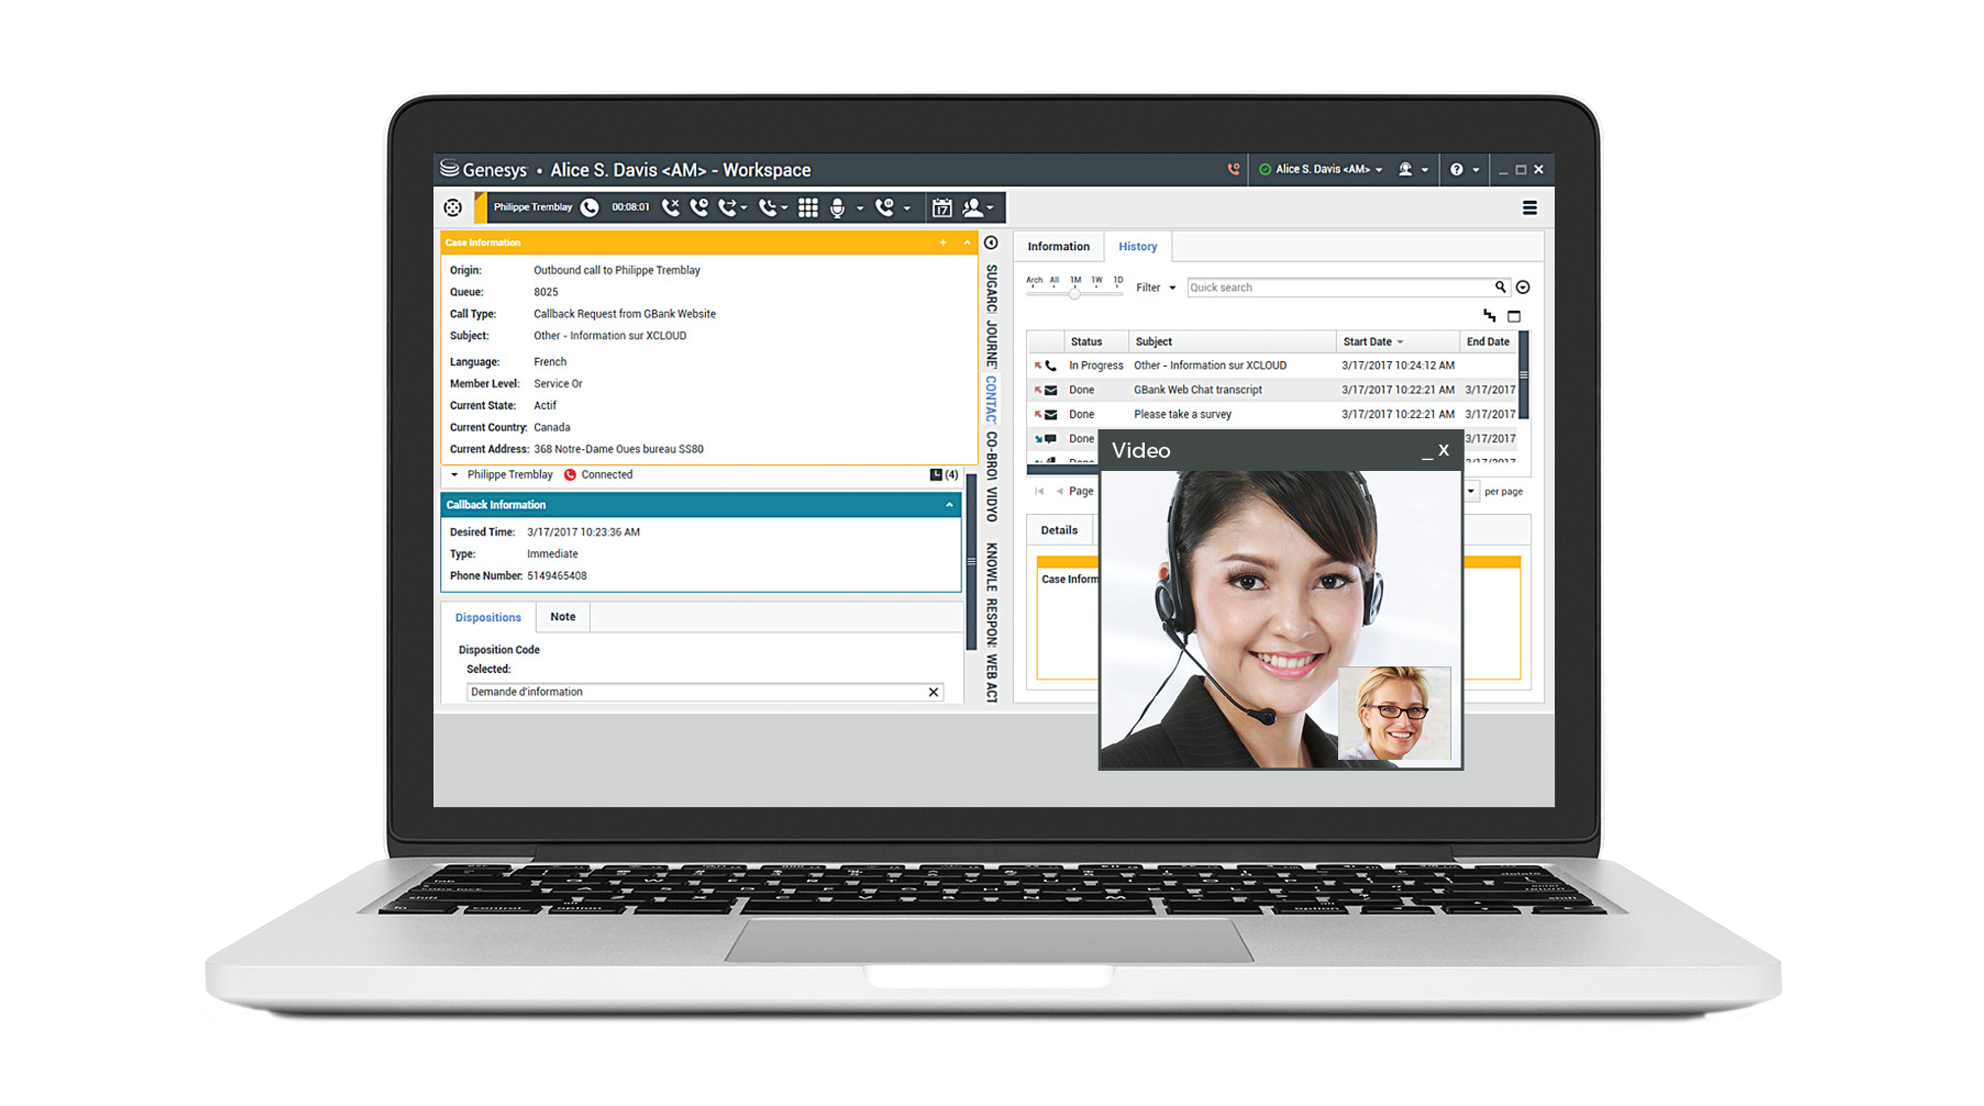 Genesys • Alice S. Davis <AM> - Workspace
Alice S. Davis <AM>
Philippe Tremblay 00:08:01 17
Case Information
Origin: Outbound call to Philippe Tremblay
Queue: 8025
Call Type: Callback Request from GBank Website
Subject: Other - Information sur XCLOUD
Language: French
Member Level: Service Or
Current State: Actif
Current Country: Canada
Current Address: 368 Notre-Dame Oues bureau SS80
Philippe Tremblay Connected (4)
Callback Information
Desired Time: 3/17/2017 10:23:36 AM
Type: Immediate
Phone Number: 5149465408
Dispositions Note
Disposition Code
Selected:
Demande d'information
SUGARC
JOURNE
CONTAC
CO-BRO
VIDYO
KNOWLE
RESPON
WEB ACT
Information History
Arch. All 1M 1W 1D Filter Quick search
Status Subject Start Date End Date
In Progress Other - Information sur XCLOUD 3/17/2017 10:24:12 AM
Done GBank Web Chat transcript 3/17/2017 10:22:21 AM 3/17/2017
Done Please take a survey 3/17/2017 10:22:21 AM 3/17/2017
Done 3/17/2017
Page per page
Details
Case Inform
Video _ X